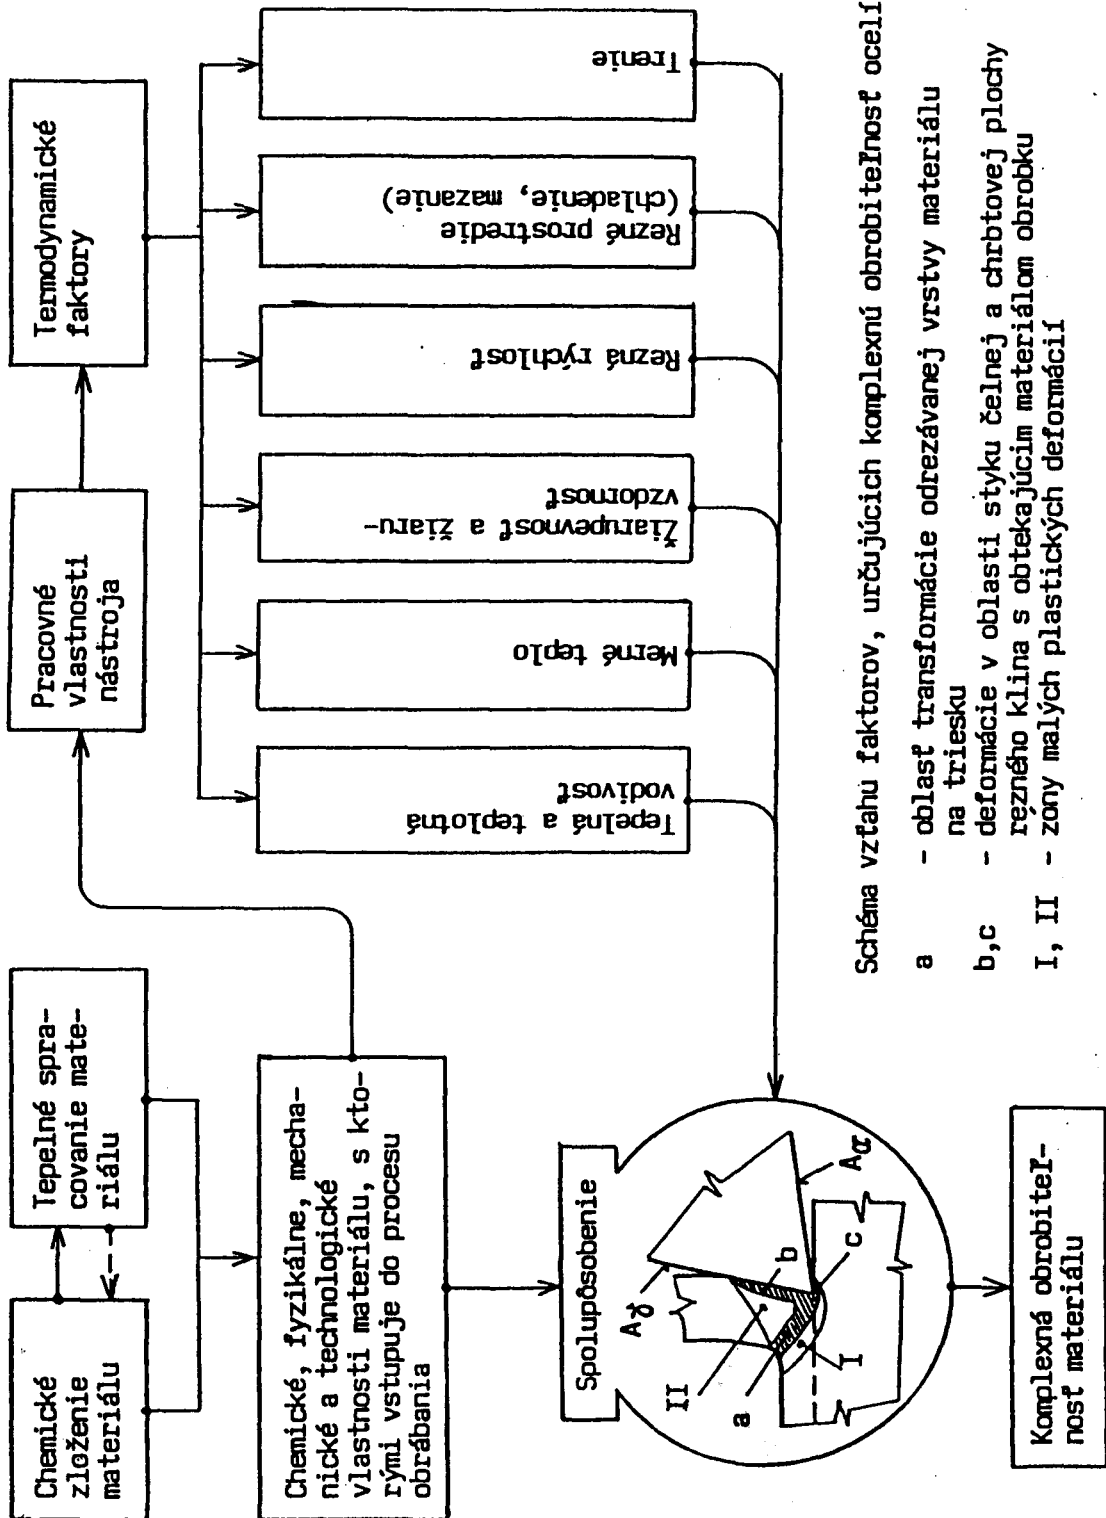 Chemické
zloženie
materiálu
Tepelné spra-
covanie mate-
riálu
Pracovné
vlastnosti
nástroja
Termodynamické
faktory
Chemické, fyzikálne, mecha-
nické a technologické
vlastnosti materiálu, s kto-
rými vstupuje do procesu
obrábania
Tepelná a teplotná
vodivosť
Merné teplo
Žiarupevnosť a žiaru-
vzdornosť
Rezná rýchlosť
Rezné prostredie
(chladenie, mazanie)
Trenie
Spolupôsobenie
Aγ
Aα
II
a
b
c
I
Komplexná obrobiteľ-
nosť materiálu
Schéma vzťahu faktorov, určujúcich komplexnú obrobiteľnosť ocelí
a - oblasť transformácie odrezávanej vrstvy materiálu
na triesku
b,c - deformácie v oblasti styku čelnej a chrbtovej plochy
rézného klina s obtekajúcim materiálom obrobku
I, II - zony malých plastických deformácií